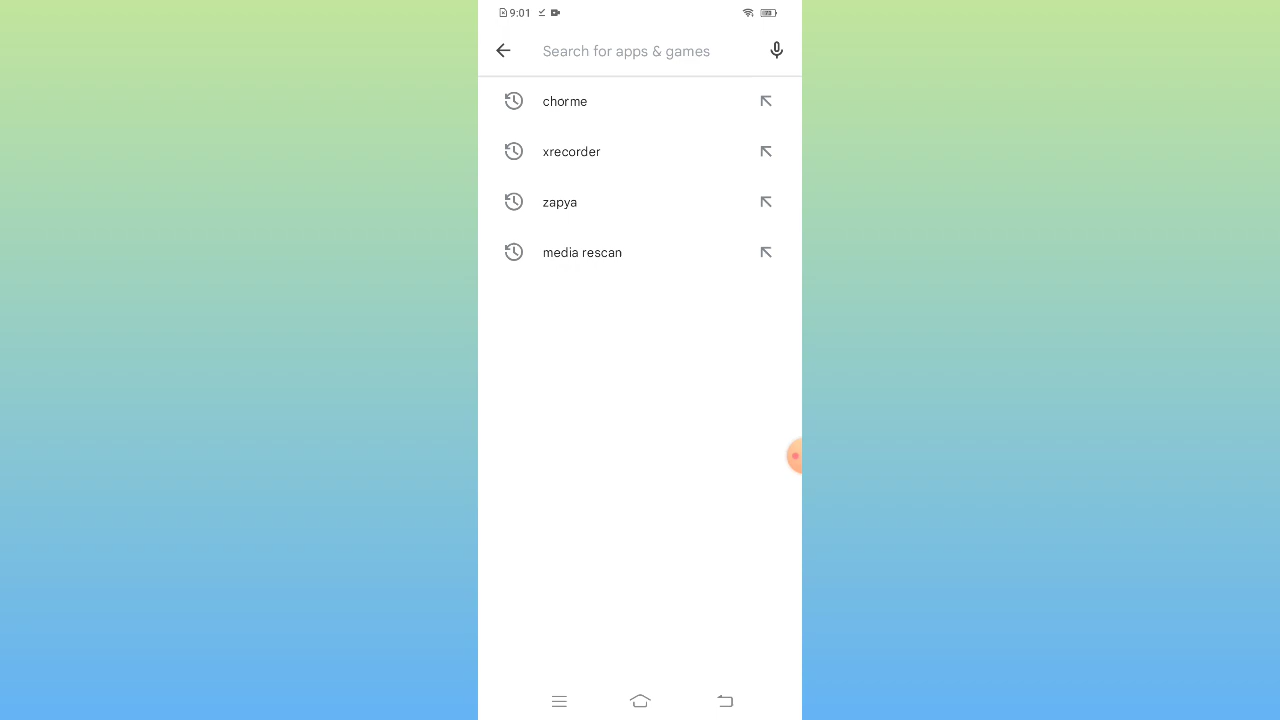 9:01
Search for apps & games
chorme
xrecorder
zapya
media rescan